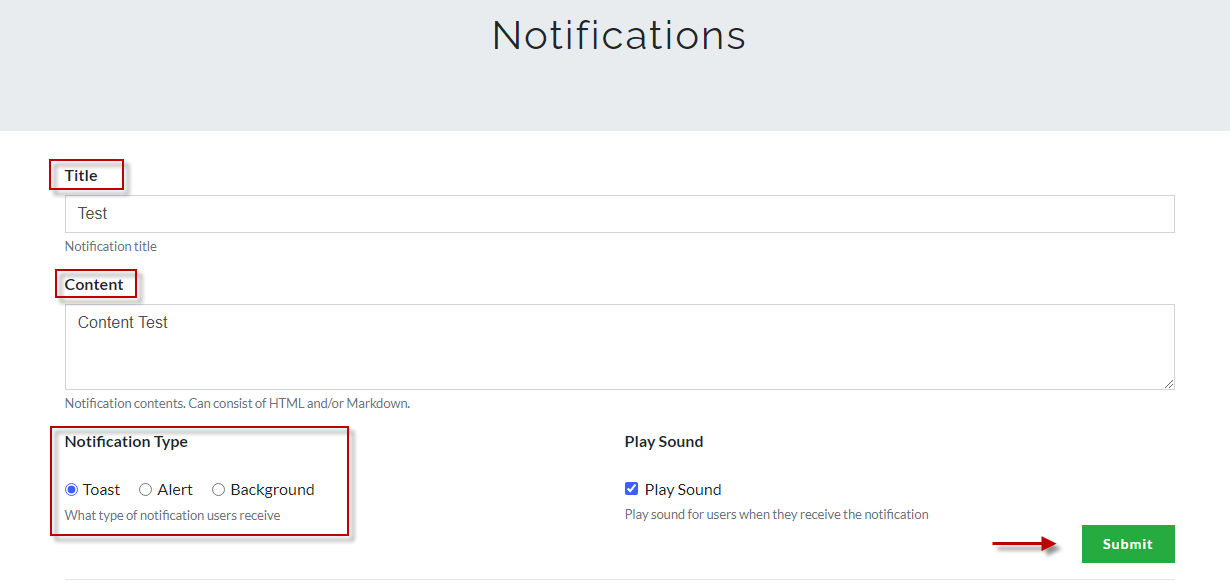 Notifications
Title
Test
Notification title
Content
Content Test
Notification contents. Can consist of HTML and/or Markdown.
Notification Type
Toast Alert Background
What type of notification users receive
Play Sound
Play Sound
Play sound for users when they receive the notification
Submit